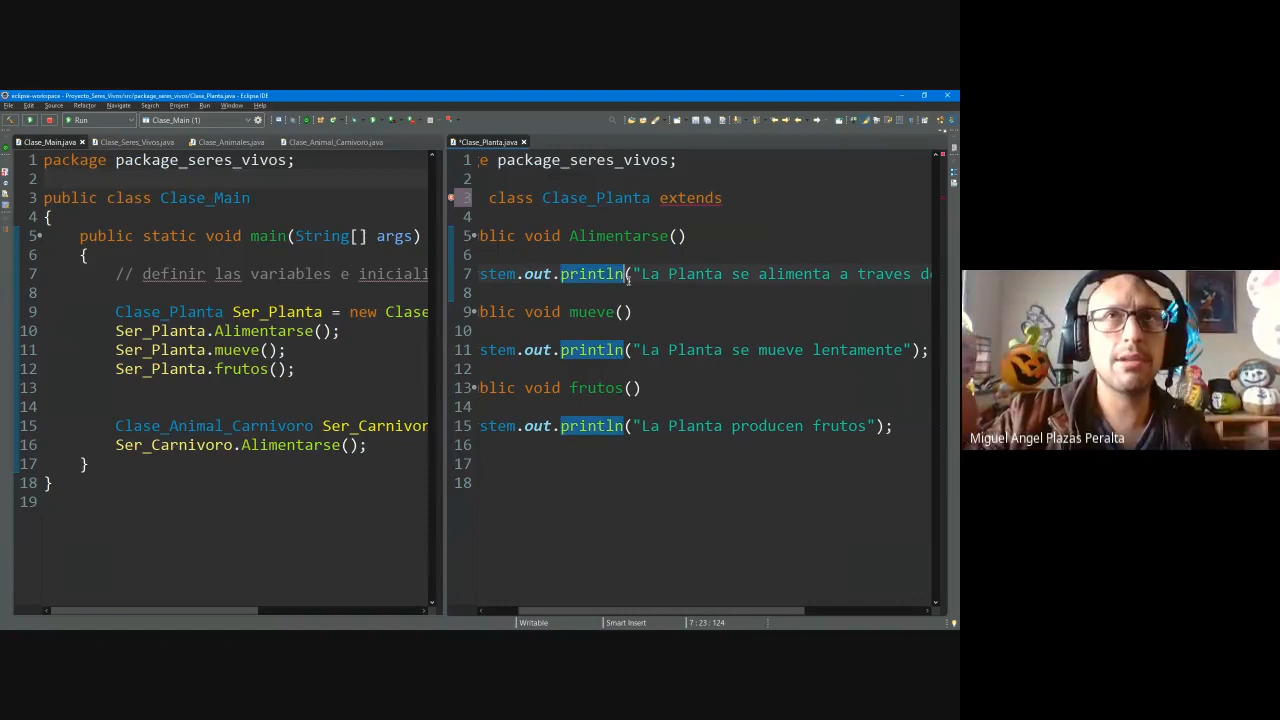 eclipse-workspace - Proyecto_Seres_Vivos/src/package_seres_vivos/Clase_Planta.java - Eclipse IDE
File Edit Source Refactor Navigate Search Project Run Window Help
Run
Clase_Main (1)
Clase_Main.java
Clase_Seres_Vivos.java
Clase_Animales.java
Clase_Animal_Carnivoro.java
1 package package_seres_vivos;
2
3 public class Clase_Main
4 {
5 public static void main(String[] args)
6 {
7 // definir las variables e iniciali
8
9 Clase_Planta Ser_Planta = new Clase
10 Ser_Planta.Alimentarse();
11 Ser_Planta.mueve();
12 Ser_Planta.frutos();
13
14
15 Clase_Animal_Carnivoro Ser_Carnivor
16 Ser_Carnivoro.Alimentarse();
17 }
18 }
19
*Clase_Planta.java
1 e package_seres_vivos;
2
3 class Clase_Planta extends
4
5 blic void Alimentarse()
6
7 stem.out.println("La Planta se alimenta a traves de
8
9 blic void mueve()
10
11 stem.out.println("La Planta se mueve lentamente");
12
13 blic void frutos()
14
15 stem.out.println("La Planta producen frutos");
16
17
18
Writable
Smart Insert
7 : 23 : 124
Miguel Angel Plazas Peralta